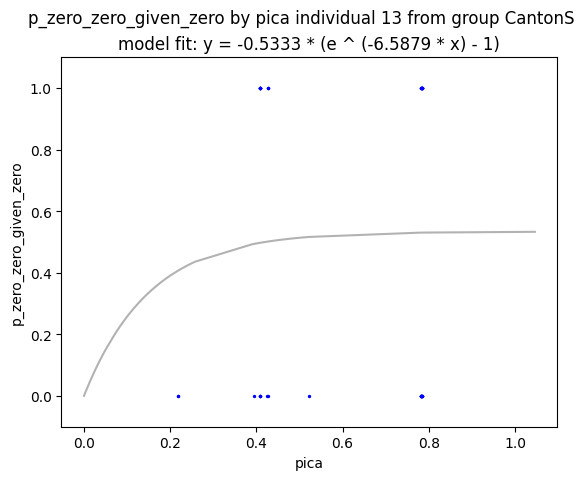 p_zero_zero_given_zero by pica individual 13 from group CantonS
model fit: y = -0.5333 * (e ^ (-6.5879 * x) - 1)
p_zero_zero_given_zero
1.0
0.8
0.6
0.4
0.2
0.0
0.0 0.2 0.4 0.6 0.8 1.0
pica